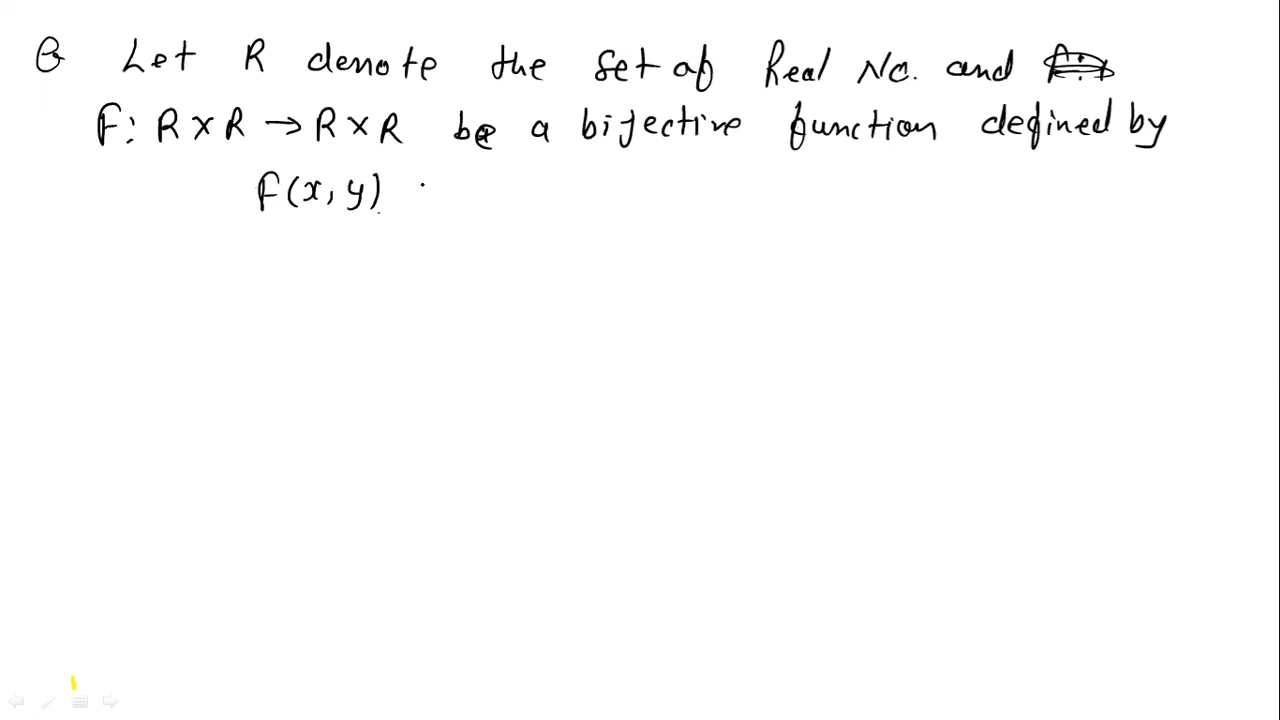 Q Let R denote the set of Real No. and
F: R × R → R × R be a bijective function defined by
F(x, y)